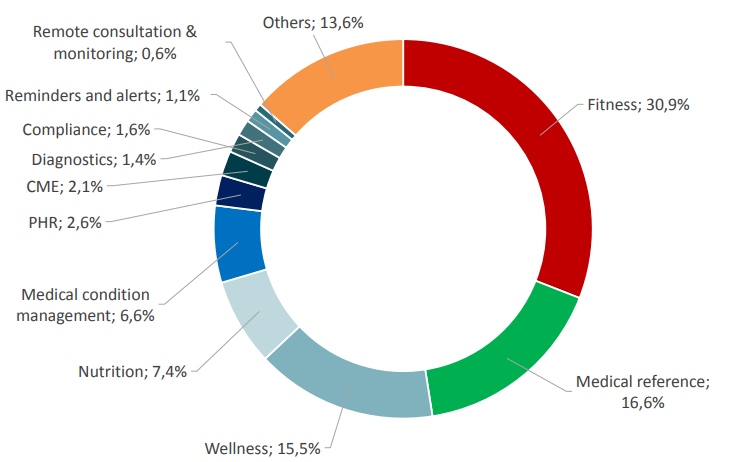 Others; 13,6%
Remote consultation &
monitoring; 0,6%
Reminders and alerts; 1,1%
Compliance; 1,6%
Diagnostics; 1,4%
CME; 2,1%
PHR; 2,6%
Medical condition
management; 6,6%
Nutrition; 7,4%
Wellness; 15,5%
Fitness; 30,9%
Medical reference;
16,6%